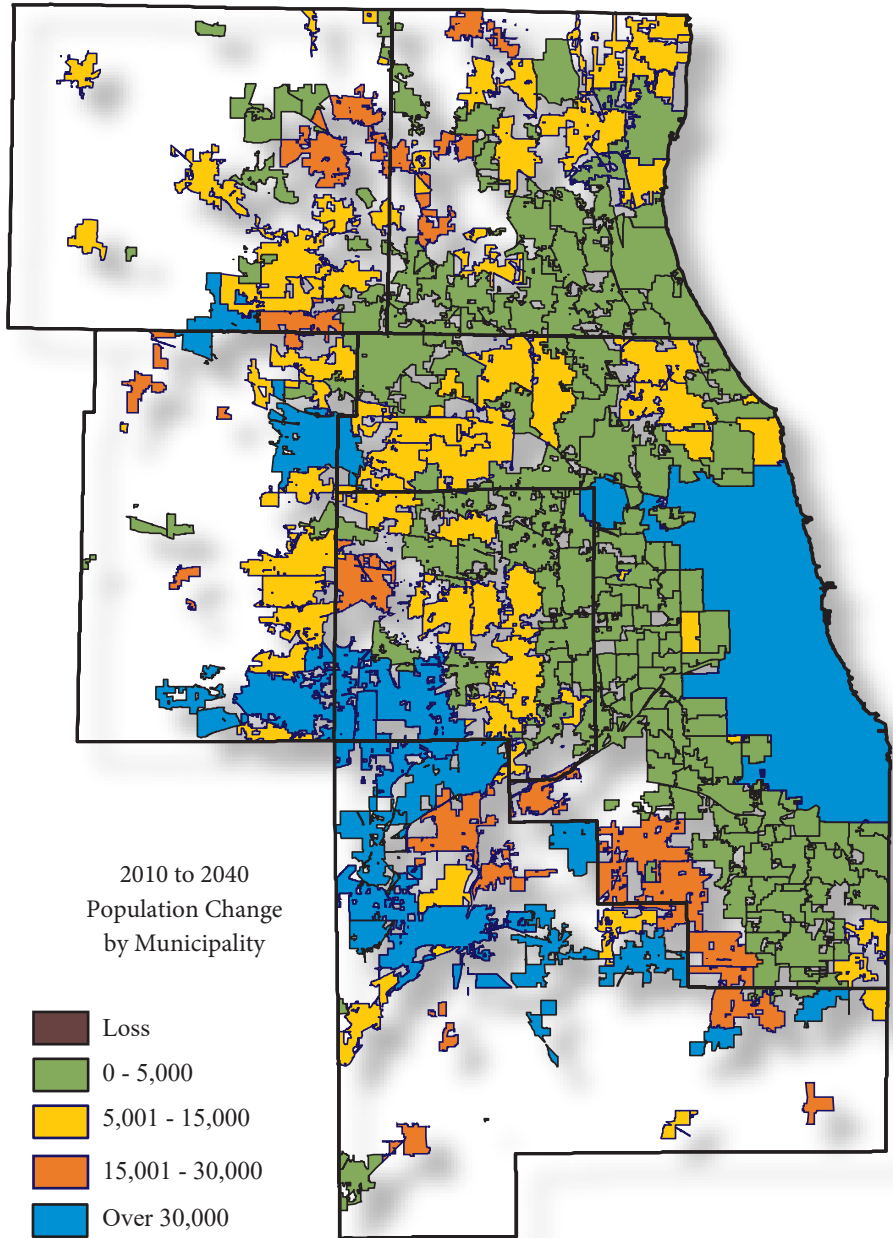 2010 to 2040
Population Change
by Municipality
Loss
0 - 5,000
5,001 - 15,000
15,001 - 30,000
Over 30,000